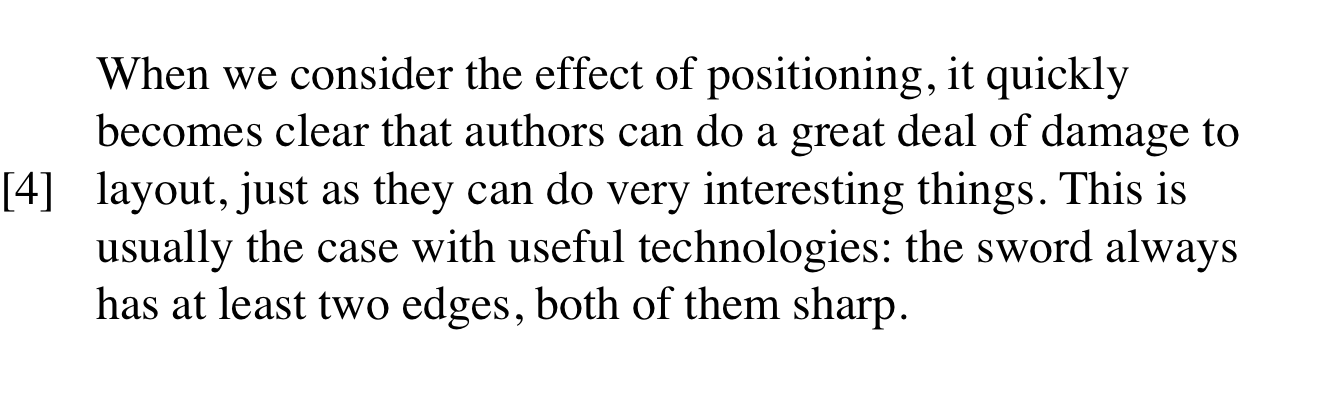 When we consider the effect of positioning, it quickly
becomes clear that authors can do a great deal of damage to
[4] layout, just as they can do very interesting things. This is
usually the case with useful technologies: the sword always
has at least two edges, both of them sharp.